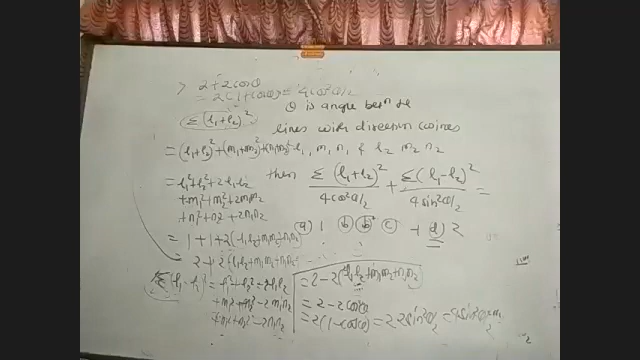 2+2cosθ
= 2(1+cosθ) = 4cos²θ/2
θ is angle betn the
lines with direction cosines
l₁, m₁ n₁ & l₂ m₂ n₂
then Σ(l₁+l₂)²/4cos²θ/2 + Σ(l₁-l₂)²/4sin²θ/2 =
(a) 1 (b) (c) (d) 2
Σ(l₁+l₂)²
= (l₁+l₂)² + (m₁+m₂)² + (n₁+n₂)²
= l₁²+l₂²+2l₁l₂
+m₁²+m₂²+2m₁m₂
+n₁²+n₂²+2n₁n₂
= 1+1+2(l₁l₂+m₁m₂+n₁n₂)
= 2+2(l₁l₂+m₁m₂+n₁n₂)
Σ(l₁-l₂)² = l₁²+l₂²-2l₁l₂
+m₁²+m₂²-2m₁m₂
+n₁²+n₂²-2n₁n₂
= 2-2(l₁l₂+m₁m₂+n₁n₂)
= 2-2cosθ
= 2(1-cosθ) = 2 2sin²θ/2 = 4sin²θ/2